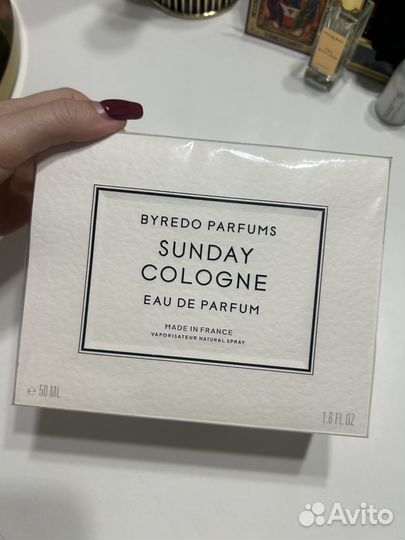 BYREDO PARFUMS
SUNDAY
COLOGNE
EAU DE PARFUM
MADE IN FRANCE
VAPORISATEUR NATURAL SPRAY
℮ 50 ML
1.6 FL.OZ
Avito